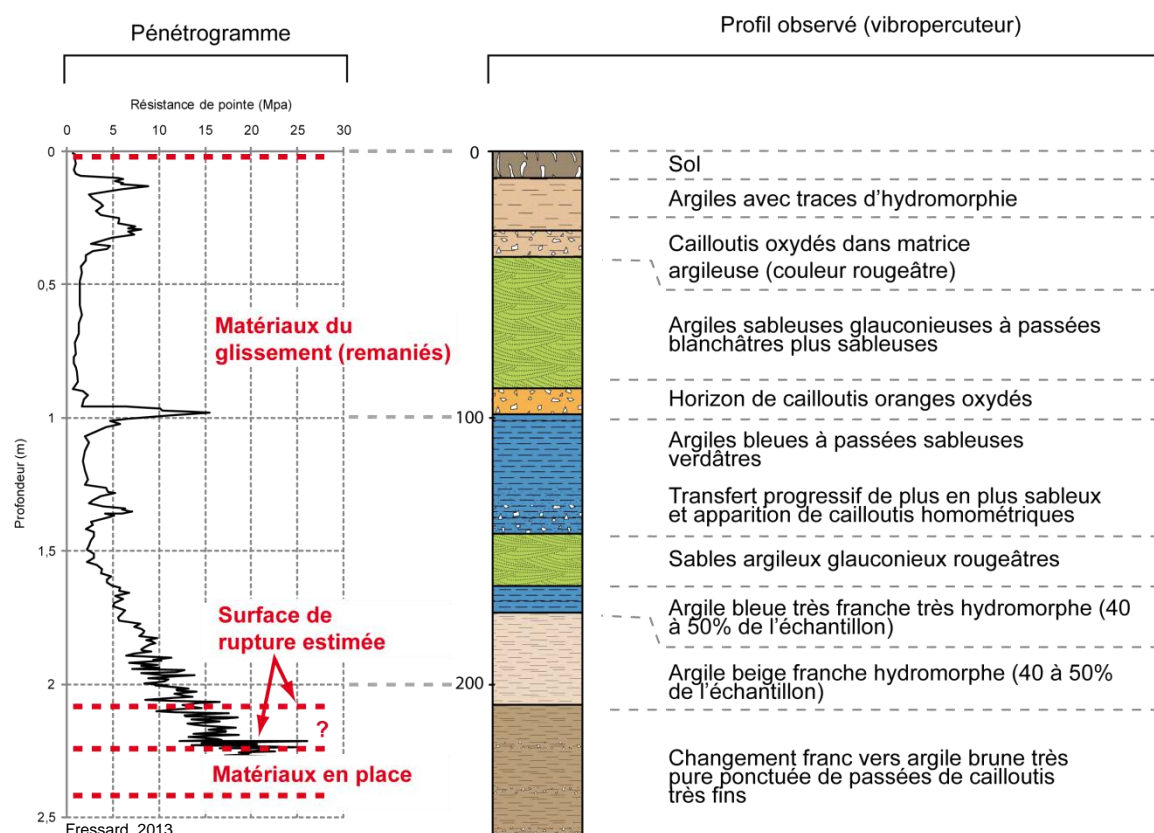 Pénétrogramme
Résistance de pointe (Mpa)
0 5 10 15 20 25 30
0
0,5
1
1,5
2
2,5
Profondeur (m)
Matériaux du
glissement (remaniés)
Surface de
rupture estimée
?
Matériaux en place
Fressard, 2013
Profil observé (vibropercuteur)
0
100
200
Sol
Argiles avec traces d’hydromorphie
Cailloutis oxydés dans matrice
argileuse (couleur rougeâtre)
Argiles sableuses glauconieuses à passées
blanchâtres plus sableuses
Horizon de cailloutis oranges oxydés
Argiles bleues à passées sableuses
verdâtres
Transfert progressif de plus en plus sableux
et apparition de cailloutis homométriques
Sables argileux glauconieux rougeâtres
Argile bleue très franche très hydromorphe (40
à 50% de l’échantillon)
Argile beige franche hydromorphe (40 à 50%
de l’échantillon)
Changement franc vers argile brune très
pure ponctuée de passées de cailloutis
très fins